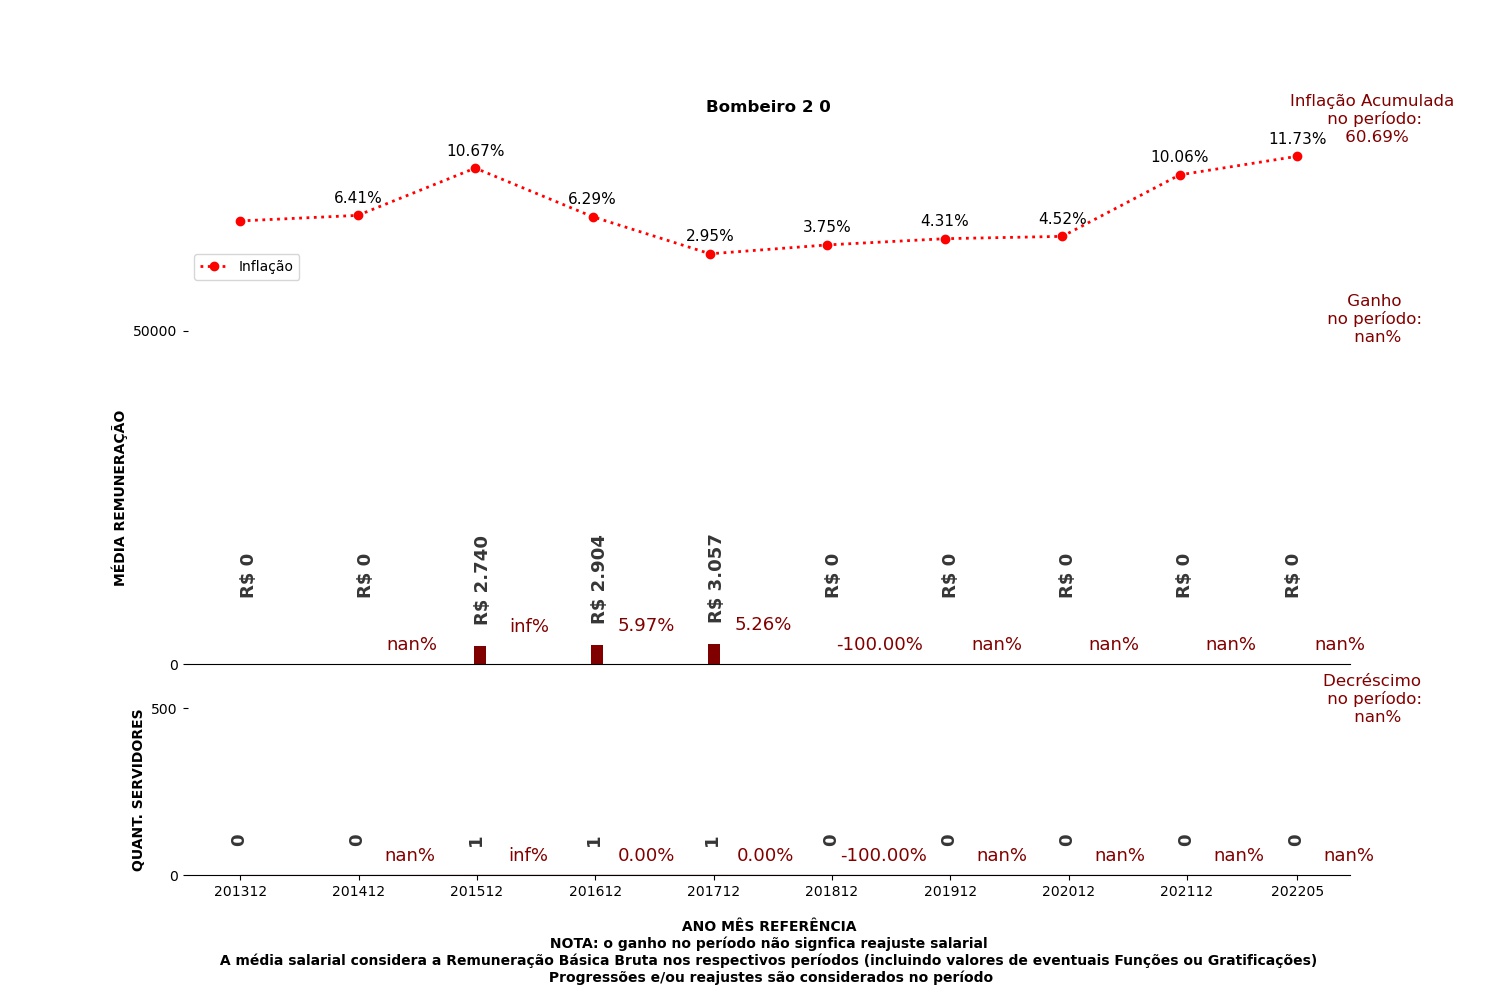 Bombeiro 2 0
Inflação Acumulada
no período:
60.69%
6.41%
10.67%
6.29%
2.95%
3.75%
4.31%
4.52%
10.06%
11.73%
Inflação
Ganho
no período:
nan%
50000
0
MÉDIA REMUNERAÇÃO
R$ 0
R$ 0
R$ 2.740
R$ 2.904
R$ 3.057
R$ 0
R$ 0
R$ 0
R$ 0
R$ 0
nan%
inf%
5.97%
5.26%
-100.00%
nan%
nan%
nan%
nan%
Decréscimo
no período:
nan%
500
0
QUANT. SERVIDORES
0
0
1
1
1
0
0
0
0
0
nan%
inf%
0.00%
0.00%
-100.00%
nan%
nan%
nan%
nan%
201312
201412
201512
201612
201712
201812
201912
202012
202112
202205
ANO MÊS REFERÊNCIA
NOTA: o ganho no período não signfica reajuste salarial
A média salarial considera a Remuneração Básica Bruta nos respectivos períodos (incluindo valores de eventuais Funções ou Gratificações)
Progressões e/ou reajustes são considerados no período